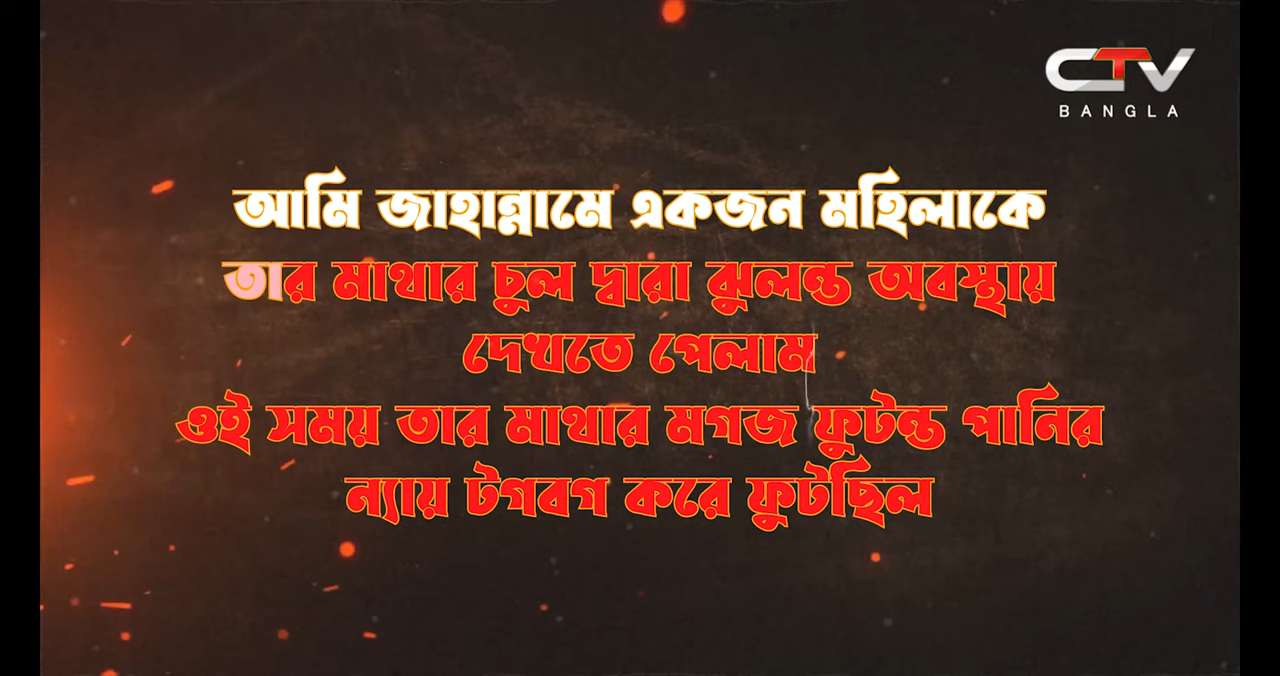 CTV
BANGLA
আমি জাহান্নামে একজন মহিলাকে
তার মাথার চুল দ্বারা ঝুলন্ত অবস্থায়
দেখতে পেলাম
ওই সময় তার মাথার মগজ ফুটন্ত পানির
ন্যায় টগবগ করে ফুটছিল